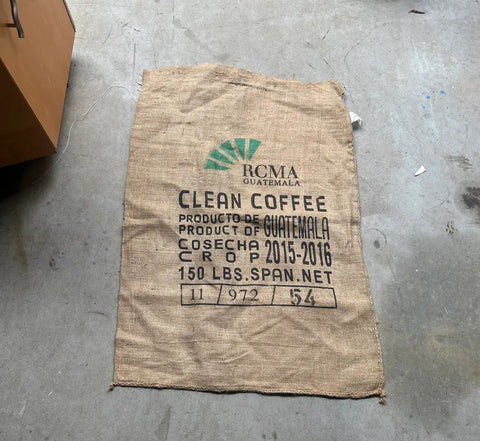 RCMA
GUATEMALA
CLEAN COFFEE
PRODUCTO DE
PRODUCT OF GUATEMALA
COSECHA
CROP 2015-2016
150 LBS.SPAN.NET
11 / 972 / 54